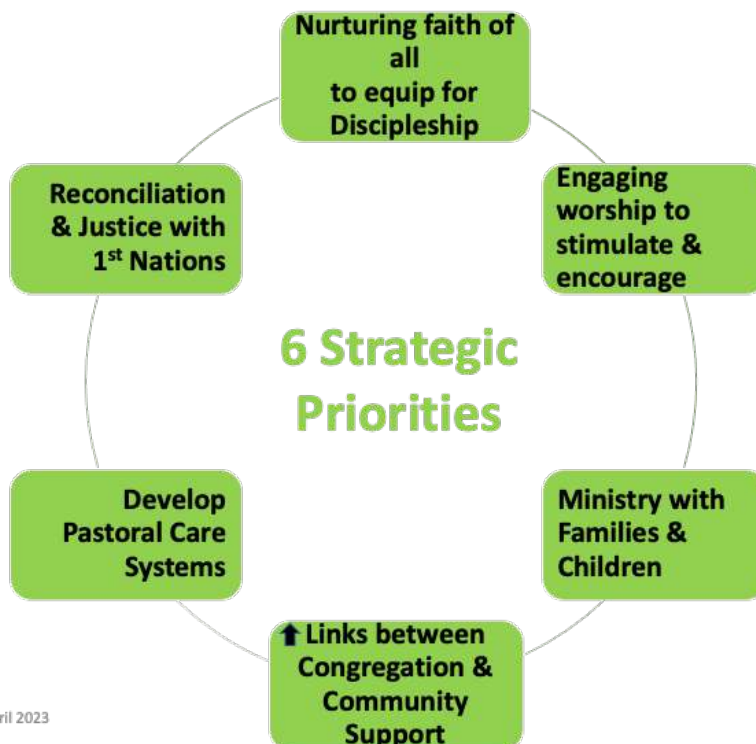 Nurturing faith of
all
to equip for
Discipleship
Engaging
worship to
stimulate &
encourage
Ministry with
Families &
Children
⬆ Links between
Congregation &
Community
Support
Develop
Pastoral Care
Systems
Reconciliation
& Justice with
1st Nations
6 Strategic
Priorities
2023